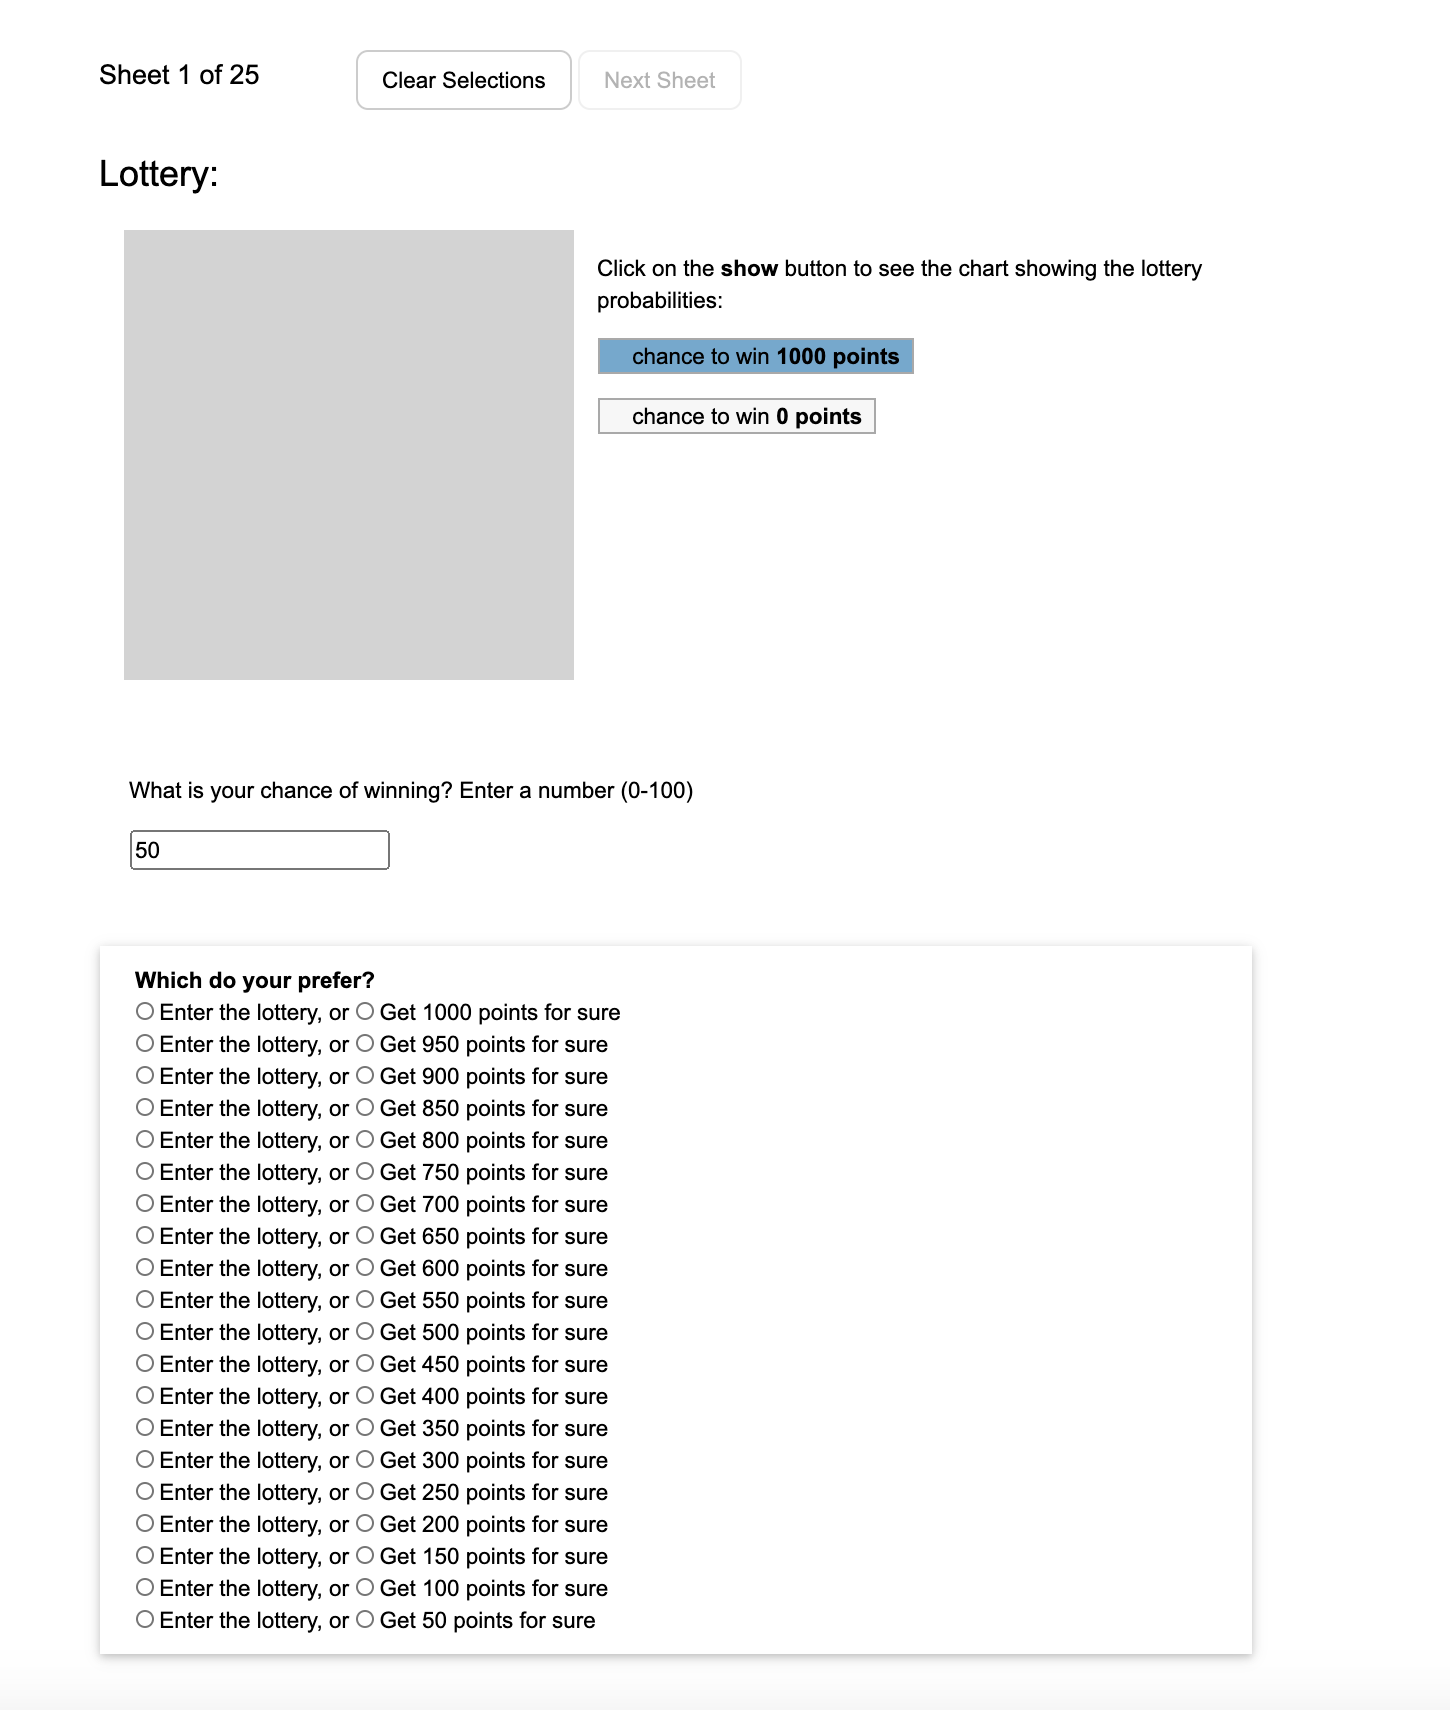 Sheet 1 of 25
Clear Selections
Next Sheet
Lottery:
Click on the show button to see the chart showing the lottery
probabilities:
chance to win 1000 points
chance to win 0 points
What is your chance of winning? Enter a number (0-100)
50
Which do your prefer?
Enter the lottery, or Get 1000 points for sure
Enter the lottery, or Get 950 points for sure
Enter the lottery, or Get 900 points for sure
Enter the lottery, or Get 850 points for sure
Enter the lottery, or Get 800 points for sure
Enter the lottery, or Get 750 points for sure
Enter the lottery, or Get 700 points for sure
Enter the lottery, or Get 650 points for sure
Enter the lottery, or Get 600 points for sure
Enter the lottery, or Get 550 points for sure
Enter the lottery, or Get 500 points for sure
Enter the lottery, or Get 450 points for sure
Enter the lottery, or Get 400 points for sure
Enter the lottery, or Get 350 points for sure
Enter the lottery, or Get 300 points for sure
Enter the lottery, or Get 250 points for sure
Enter the lottery, or Get 200 points for sure
Enter the lottery, or Get 150 points for sure
Enter the lottery, or Get 100 points for sure
Enter the lottery, or Get 50 points for sure